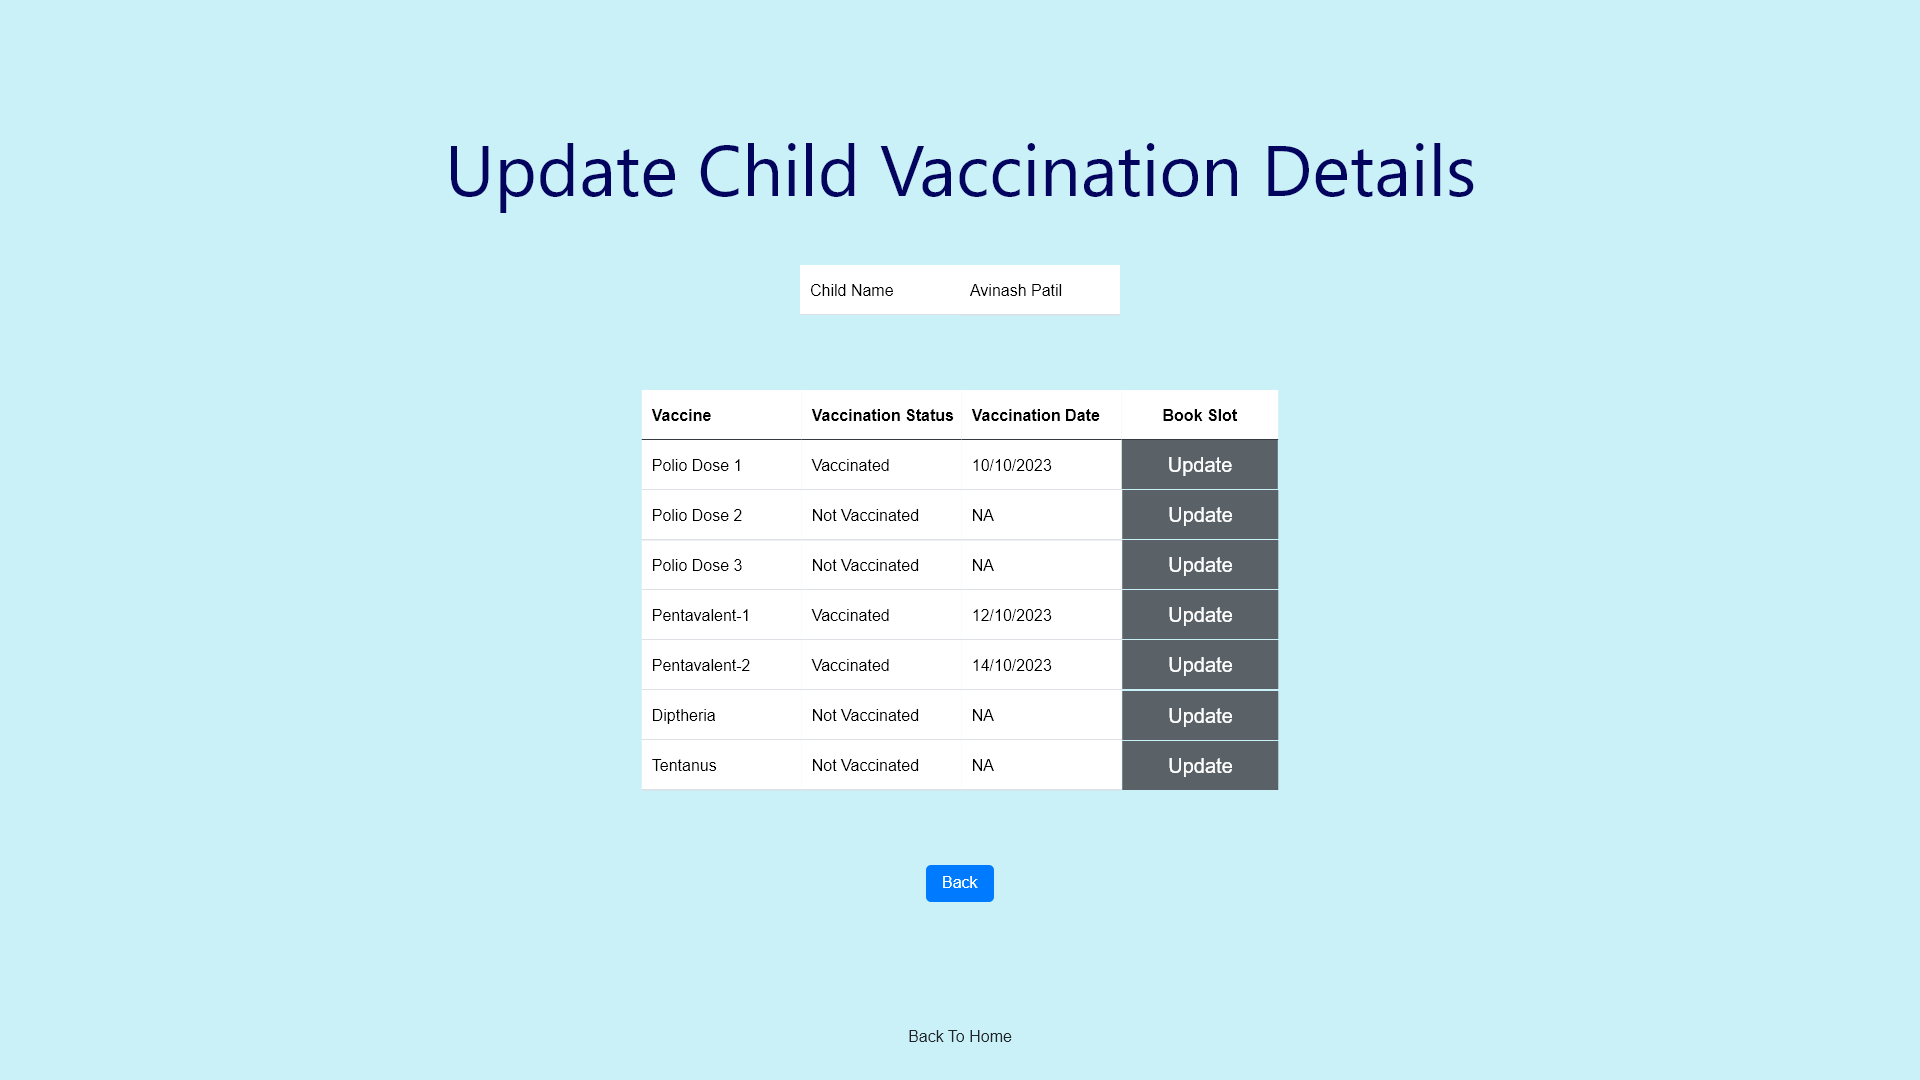 Update Child Vaccination Details
Child Name Avinash Patil
Vaccine Vaccination Status Vaccination Date Book Slot
Polio Dose 1 Vaccinated 10/10/2023 Update
Polio Dose 2 Not Vaccinated NA Update
Polio Dose 3 Not Vaccinated NA Update
Pentavalent-1 Vaccinated 12/10/2023 Update
Pentavalent-2 Vaccinated 14/10/2023 Update
Diptheria Not Vaccinated NA Update
Tentanus Not Vaccinated NA Update
Back
Back To Home